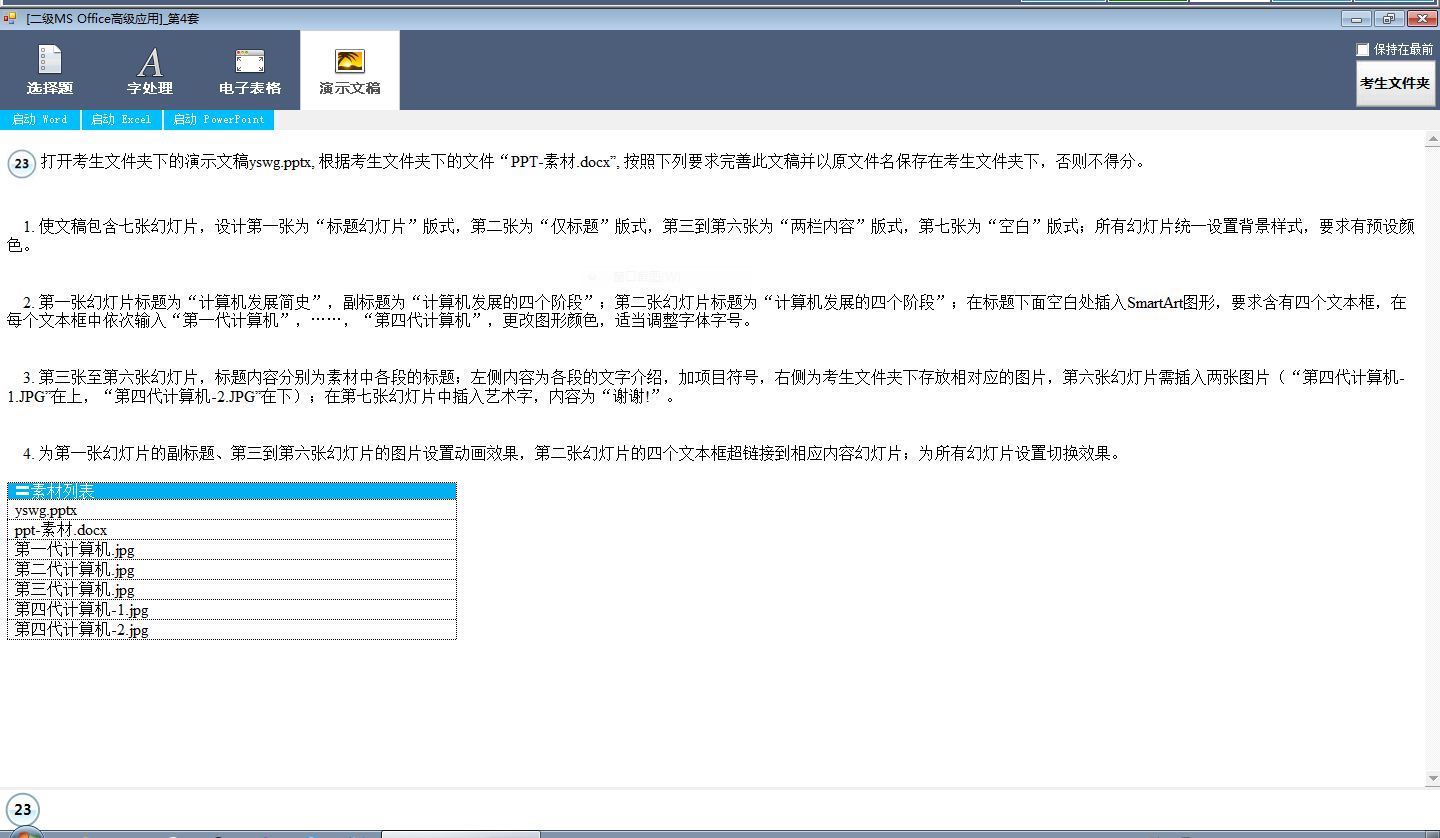 [二级MS Office高级应用]_第4套
选择题
字处理
电子表格
演示文稿
保持在最前
考生文件夹
启动 Word
启动 Excel
启动 PowerPoint
23 打开考生文件夹下的演示文稿yswg.pptx, 根据考生文件夹下的文件“PPT-素材.docx”, 按照下列要求完善此文稿并以原文件名保存在考生文件夹下，否则不得分。
1. 使文稿包含七张幻灯片，设计第一张为“标题幻灯片”版式，第二张为“仅标题”版式，第三到第六张为“两栏内容”版式，第七张为“空白”版式；所有幻灯片统一设置背景样式，要求有预设颜
色。
窗口截图(W)
2. 第一张幻灯片标题为“计算机发展简史”，副标题为“计算机发展的四个阶段”；第二张幻灯片标题为“计算机发展的四个阶段”；在标题下面空白处插入SmartArt图形，要求含有四个文本框，在
每个文本框中依次输入“第一代计算机”，……，“第四代计算机”，更改图形颜色，适当调整字体字号。
3. 第三张至第六张幻灯片，标题内容分别为素材中各段的标题；左侧内容为各段的文字介绍，加项目符号，右侧为考生文件夹下存放相对应的图片，第六张幻灯片需插入两张图片（“第四代计算机-
1.JPG”在上，“第四代计算机-2.JPG”在下）；在第七张幻灯片中插入艺术字，内容为“谢谢!”。
4. 为第一张幻灯片的副标题、第三到第六张幻灯片的图片设置动画效果，第二张幻灯片的四个文本框超链接到相应内容幻灯片；为所有幻灯片设置切换效果。
素材列表
yswg.pptx
ppt-素材.docx
第一代计算机.jpg
第二代计算机.jpg
第三代计算机.jpg
第四代计算机-1.jpg
第四代计算机-2.jpg
23